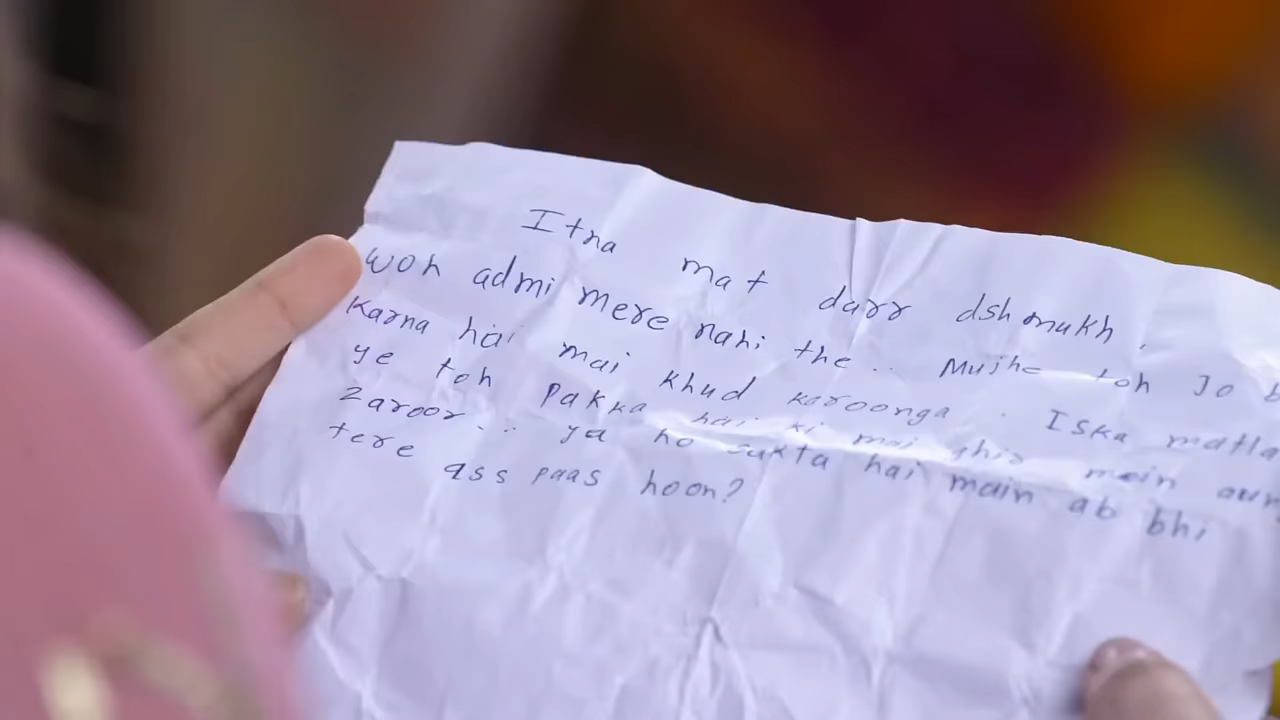 Itna mat darr dshmukh,
woh admi mere nahi the.. Mujhe toh Jo
Karna hai mai khud karoonga. Iska
ye toh Pakka hai ki mai main
zaroor... ya ho sakta hai main ab bhi
tere ass paas hoon?